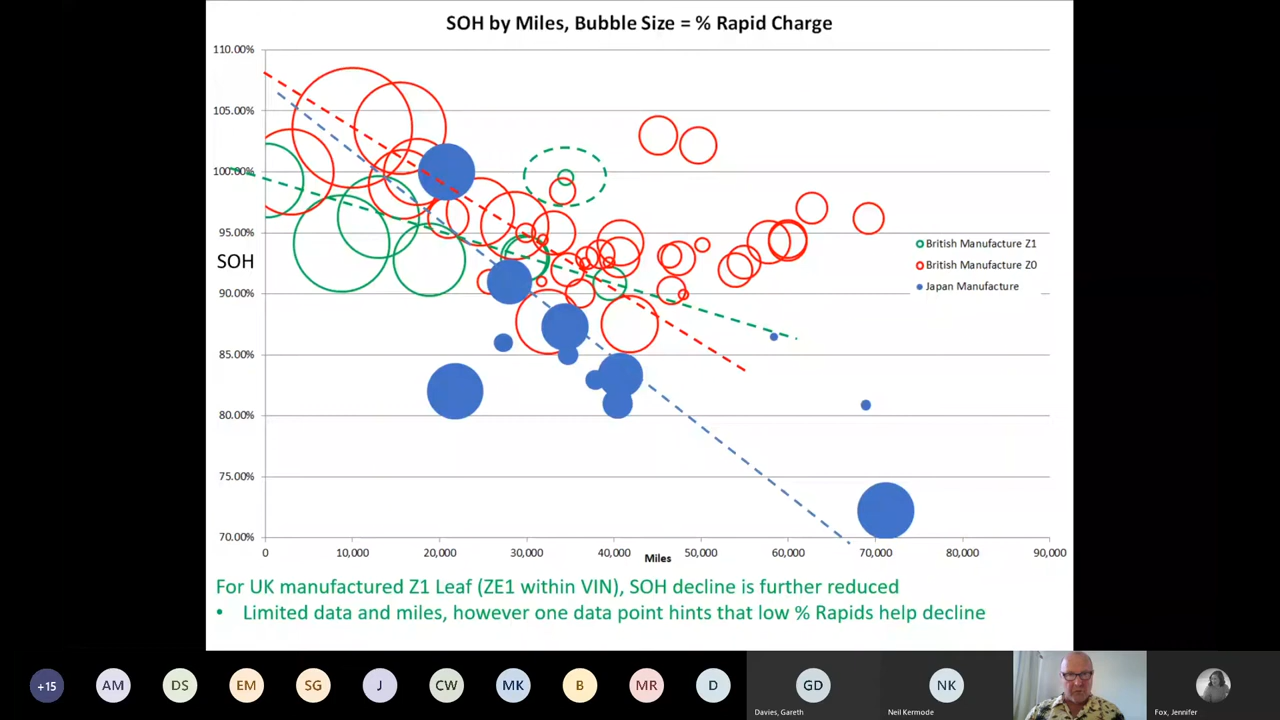 SOH by Miles, Bubble Size = % Rapid Charge
110.00%
105.00%
100.00%
95.00%
SOH
90.00%
85.00%
80.00%
75.00%
70.00%
British Manufacture Z1
British Manufacture Z0
Japan Manufacture
0 10,000 20,000 30,000 40,000 50,000 60,000 70,000 80,000 90,000
Miles
For UK manufactured Z1 Leaf (ZE1 within VIN), SOH decline is further reduced
• Limited data and miles, however one data point hints that low % Rapids help decline
+15 AM DS EM SG J CW MK B MR D GD NK
Davies, Gareth Neil Kermode Fox, Jennifer